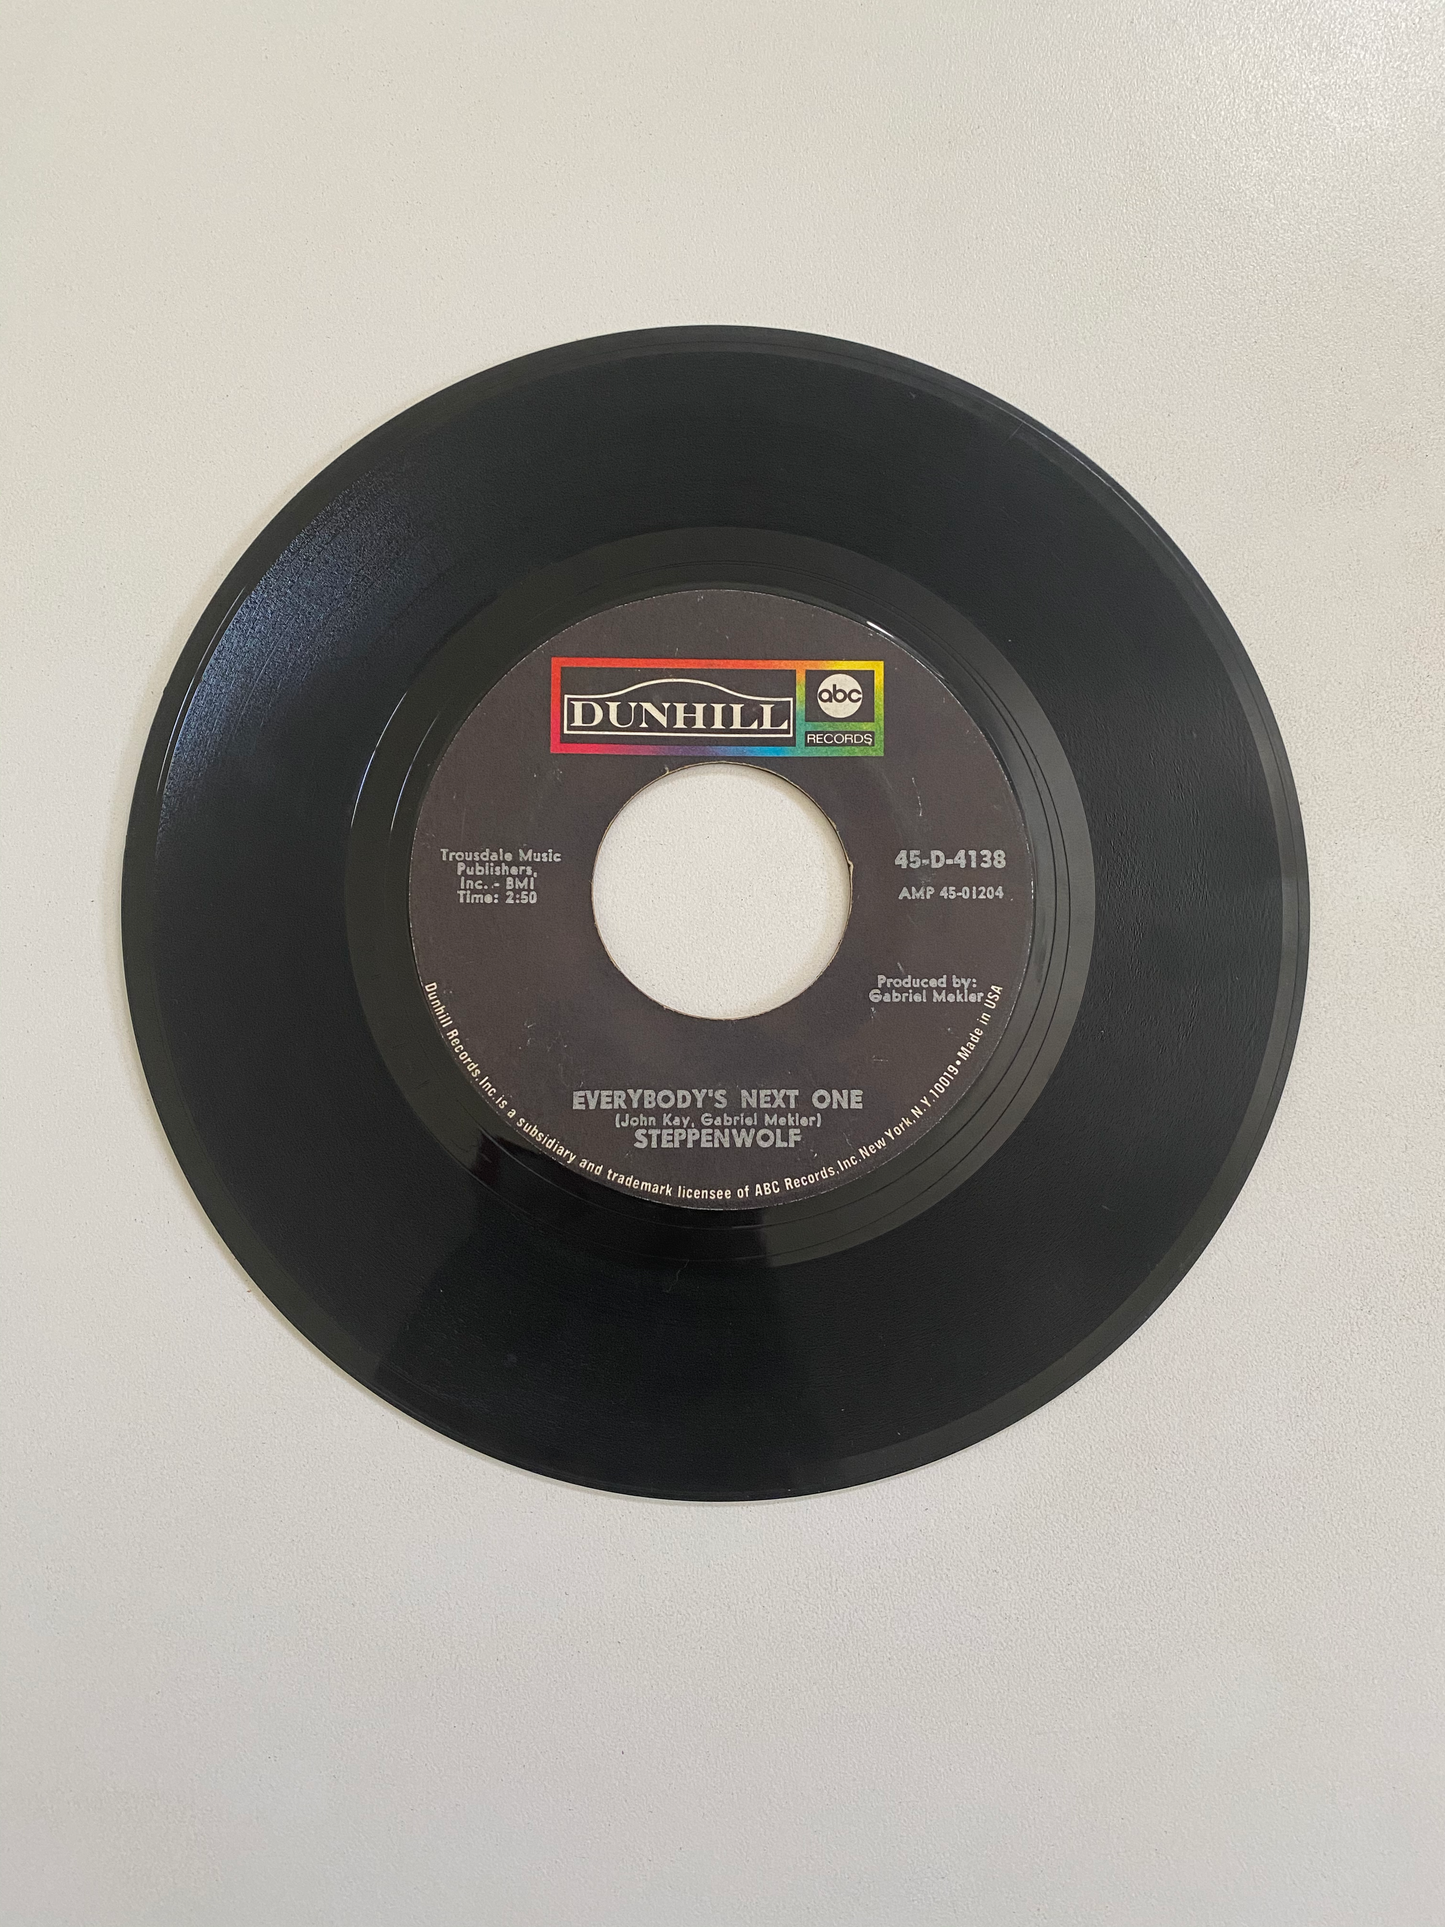 DUNHILL
abc
RECORDS
Trousdale Music
Publishers,
Inc. - BMI
Time: 2:50
45-D-4138
AMP 45-01204
Produced by:
Gabriel Mekler
EVERYBODY'S NEXT ONE
(John Kay, Gabriel Mekler)
STEPPENWOLF
Dunhill Records, Inc. is a subsidiary and trademark licensee of ABC Records, Inc. New York, N.Y. 10019 • Made in USA